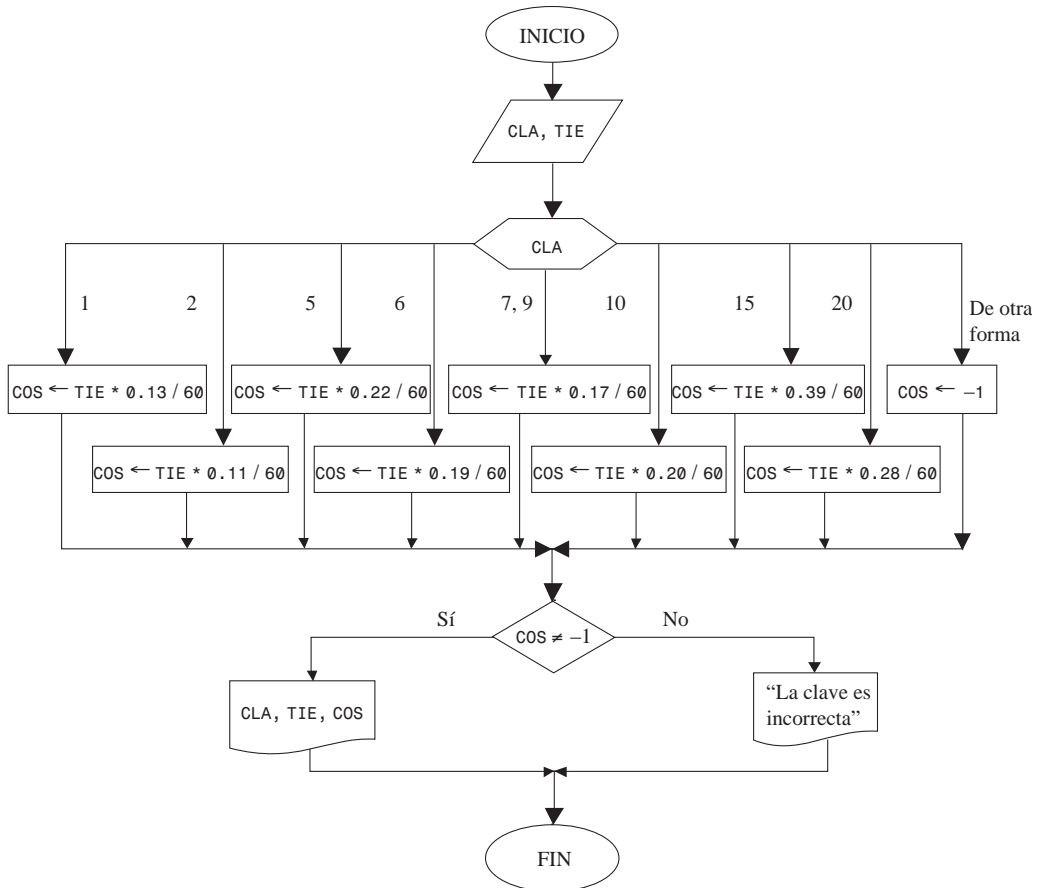 INICIO
CLA, TIE
CLA
1
2
5
6
7, 9
10
15
20
De otra
forma
COS ← TIE * 0.13 / 60
COS ← TIE * 0.22 / 60
COS ← TIE * 0.17 / 60
COS ← TIE * 0.39 / 60
COS ← –1
COS ← TIE * 0.11 / 60
COS ← TIE * 0.19 / 60
COS ← TIE * 0.20 / 60
COS ← TIE * 0.28 / 60
Sí
COS ≠ –1
No
CLA, TIE, COS
“La clave es
incorrecta”
FIN